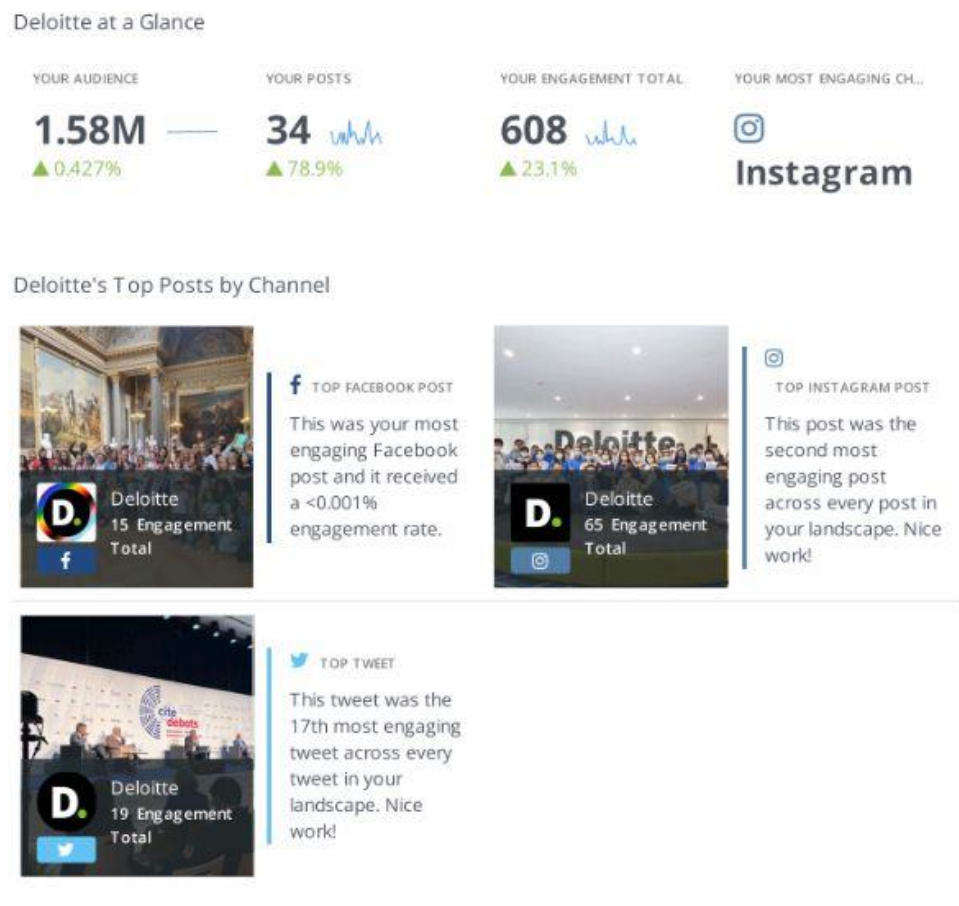 Deloitte at a Glance
YOUR AUDIENCE
1.58M
0.427%
YOUR POSTS
34
78.9%
YOUR ENGAGEMENT TOTAL
608
23.1%
YOUR MOST ENGAGING CH...
Instagram
Deloitte's Top Posts by Channel
D.
Deloitte
15 Engagement
Total
f
f TOP FACEBOOK POST
This was your most
engaging Facebook
post and it received
a <0.001%
engagement rate.
Deloitte
D.
Deloitte
65 Engagement
Total
TOP INSTAGRAM POST
This post was the
second most
engaging post
across every post in
your landscape. Nice
work!
cite
debats
D.
Deloitte
19 Engagement
Total
TOP TWEET
This tweet was the
17th most engaging
tweet across every
tweet in your
landscape. Nice
work!